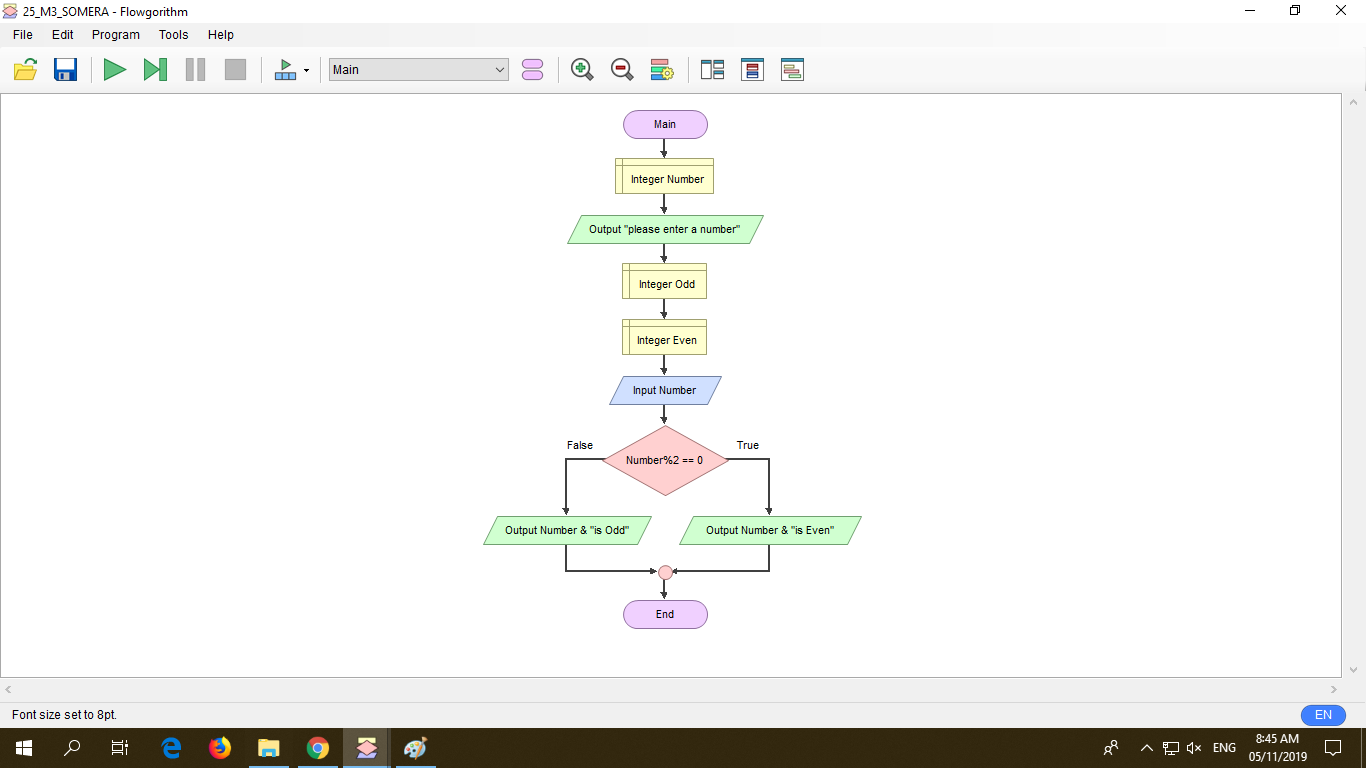 25_M3_SOMERA - Flowgorithm
File Edit Program Tools Help
Main
Main
Integer Number
Output "please enter a number"
Integer Odd
Integer Even
Input Number
False
True
Number%2 == 0
Output Number & "is Odd"
Output Number & "is Even"
End
Font size set to 8pt.
EN
ENG
8:45 AM
05/11/2019